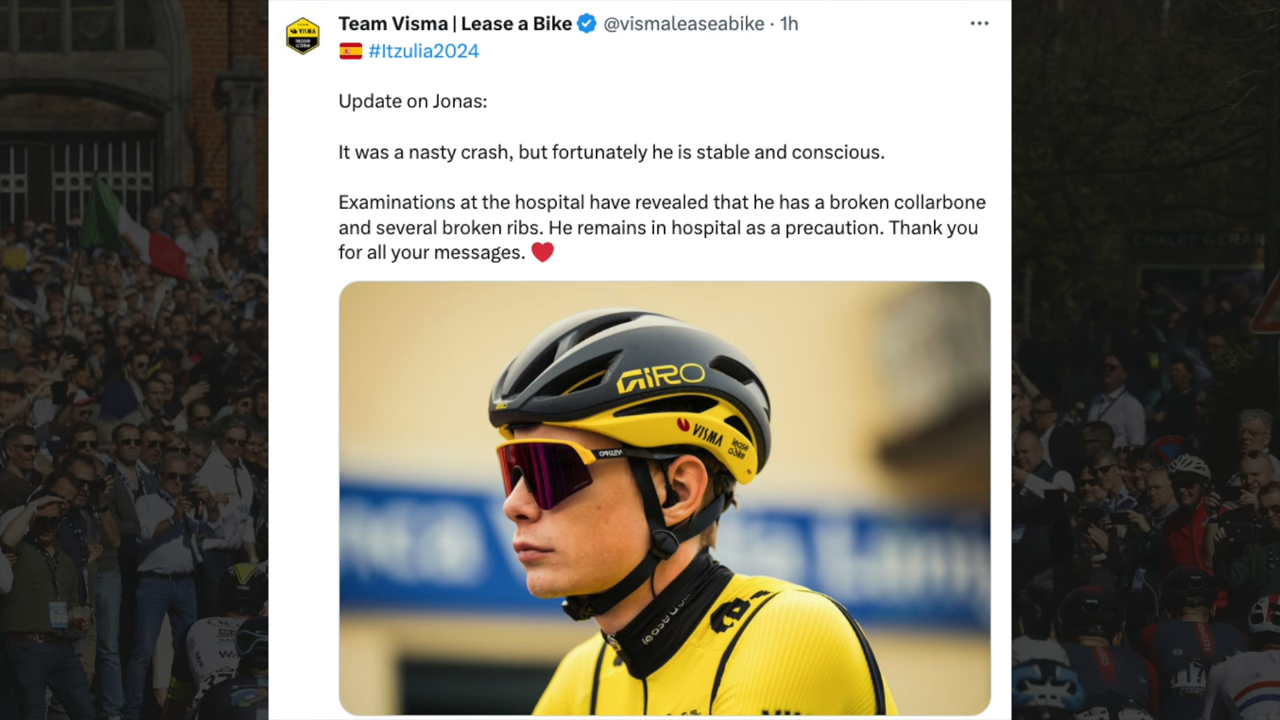 Team Visma | Lease a Bike @vismaleaseabike · 1h
#Itzulia2024
Update on Jonas:
It was a nasty crash, but fortunately he is stable and conscious.
Examinations at the hospital have revealed that he has a broken collarbone
and several broken ribs. He remains in hospital as a precaution. Thank you
for all your messages. ❤️
GIRO
VISMA
lease a bike
OAKLEY